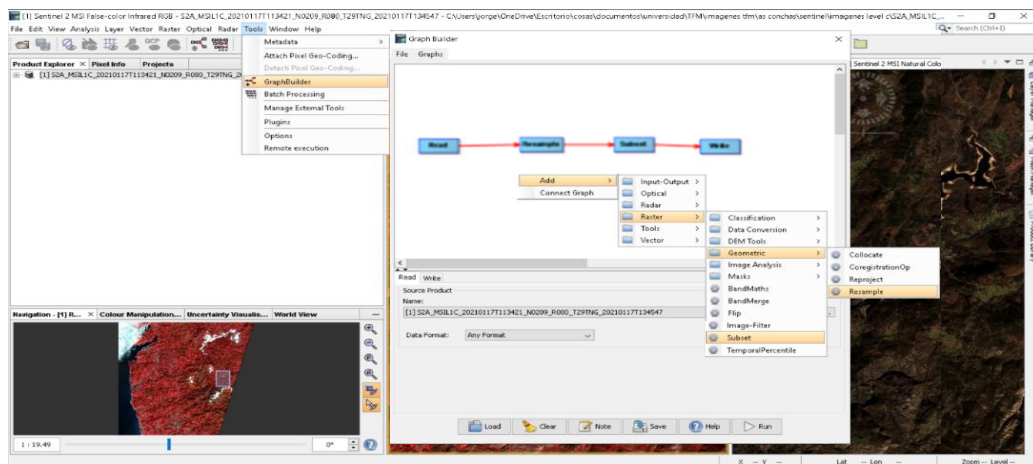 [1] Sentinel 2 MSI False-color Infrared RGB - S2A_MSIL1C_20210117T113421_N0209_R080_T29TNG_20210117T134547 - C:\Users\jorge\OneDrive\Escritorio\cosas\documentos\universidad\TFM\imagenes tfm\as conchas\sentinel\imagenes level c\S2A_MSIL1C_...
File Edit View Analysis Layer Vector Raster Optical Radar Tools Window Help
Search (Ctrl+I)
Metadata
Attach Pixel Geo-Coding...
Detach Pixel Geo-Coding...
GraphBuilder
Batch Processing
Manage External Tools
Plugins
Options
Remote execution
Product Explorer Pixel Info Projects
[1] S2A_MSIL1C_20210117T113421_N0209_R080_T29TNG_2
Graph Builder
File Graphs
Read
Resample
Subset
Write
Add
Connect Graph
Input-Output
Optical
Radar
Raster
Tools
Vector
Classification
Data Conversion
DEM Tools
Geometric
Image Analysis
Masks
BandMaths
BandMerge
Flip
Image-Filter
Subset
TemporalPercentile
Collocate
CoregistrationOp
Reproject
Resample
Read Write
Source Product
Name:
[1] S2A_MSIL1C_20210117T113421_N0209_R080_T29TNG_20210117T134547
Data Format: Any Format
Load Clear Note Save Help Run
Sentinel 2 MSI Natural Colo
Navigation - [1] R... Colour Manipulation... Uncertainty Visualis... World View
1 : 19.49
0°
X -- Y -- Lat -- Lon -- Zoom -- Level --